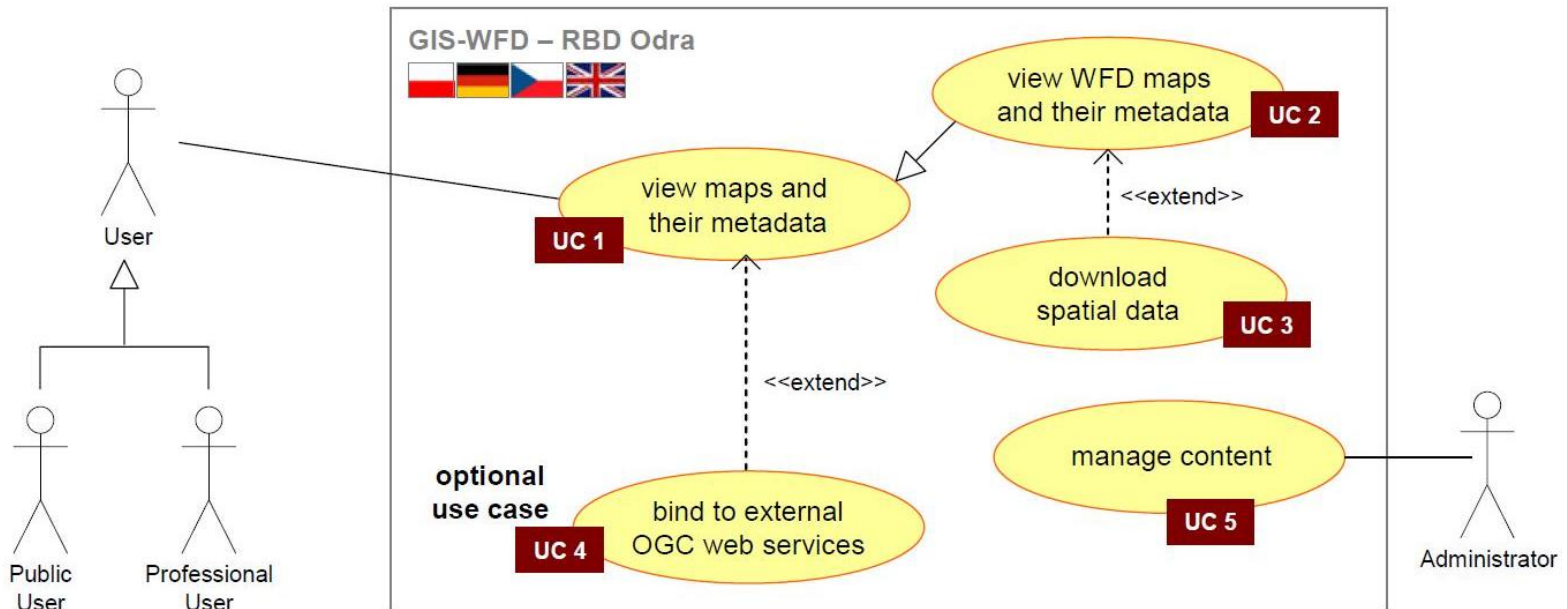 GIS-WFD – RBD Odra
view WFD maps
and their metadata
UC 2
view maps and
their metadata
UC 1
<<extend>>
User
download
spatial data
UC 3
<<extend>>
manage content
UC 5
optional
use case
UC 4
bind to external
OGC web services
Administrator
Public
User
Professional
User